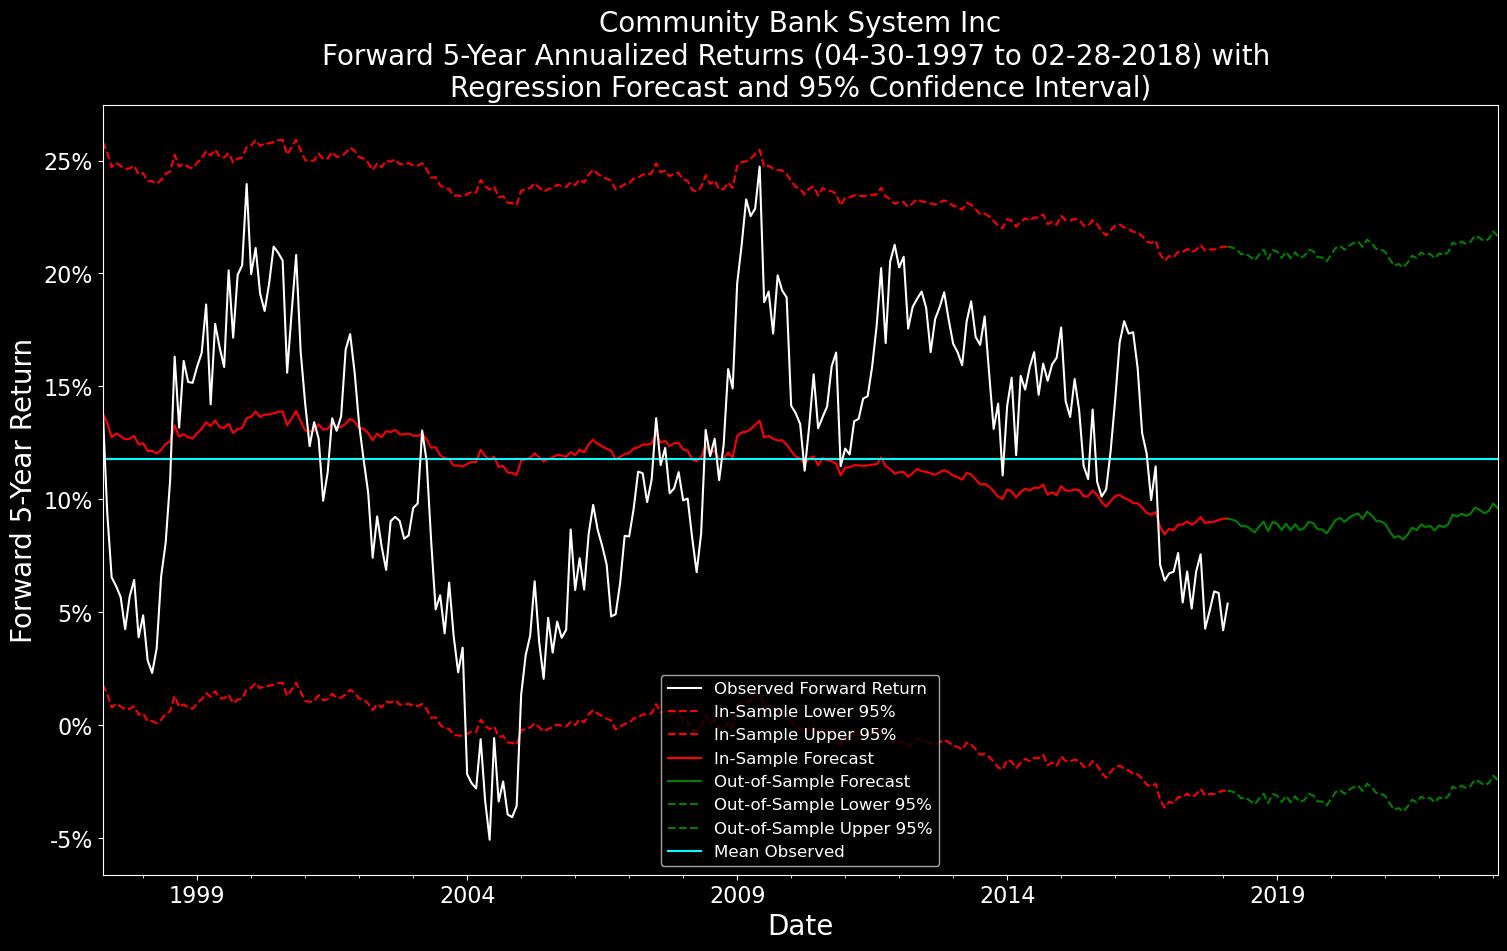 Community Bank System Inc
Forward 5-Year Annualized Returns (04-30-1997 to 02-28-2018) with
Regression Forecast and 95% Confidence Interval)
Forward 5-Year Return
25%
20%
15%
10%
5%
0%
-5%
Observed Forward Return
In-Sample Lower 95%
In-Sample Upper 95%
In-Sample Forecast
Out-of-Sample Forecast
Out-of-Sample Lower 95%
Out-of-Sample Upper 95%
Mean Observed
1999
2004
2009
2014
2019
Date